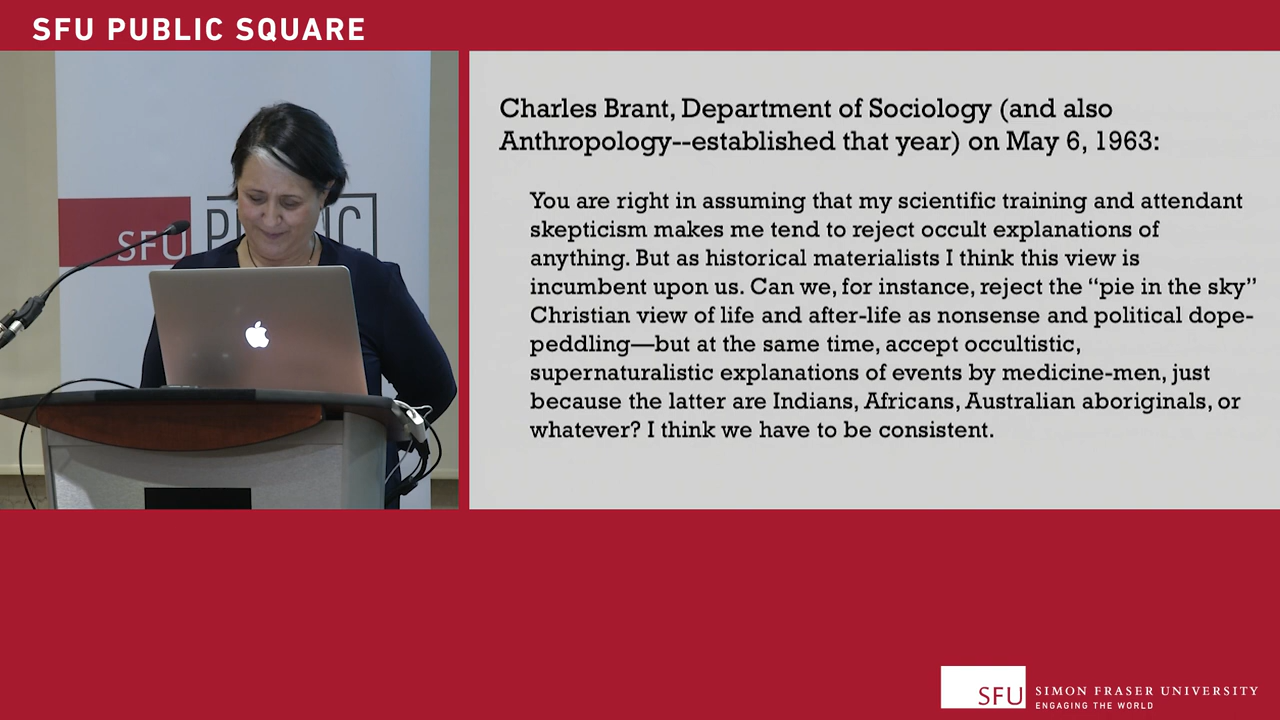 SFU PUBLIC SQUARE
SFU
Charles Brant, Department of Sociology (and also
Anthropology--established that year) on May 6, 1963:
You are right in assuming that my scientific training and attendant
skepticism makes me tend to reject occult explanations of
anything. But as historical materialists I think this view is
incumbent upon us. Can we, for instance, reject the “pie in the sky”
Christian view of life and after-life as nonsense and political dope-
peddling—but at the same time, accept occultistic,
supernaturalistic explanations of events by medicine-men, just
because the latter are Indians, Africans, Australian aboriginals, or
whatever? I think we have to be consistent.
SFU SIMON FRASER UNIVERSITY
ENGAGING THE WORLD